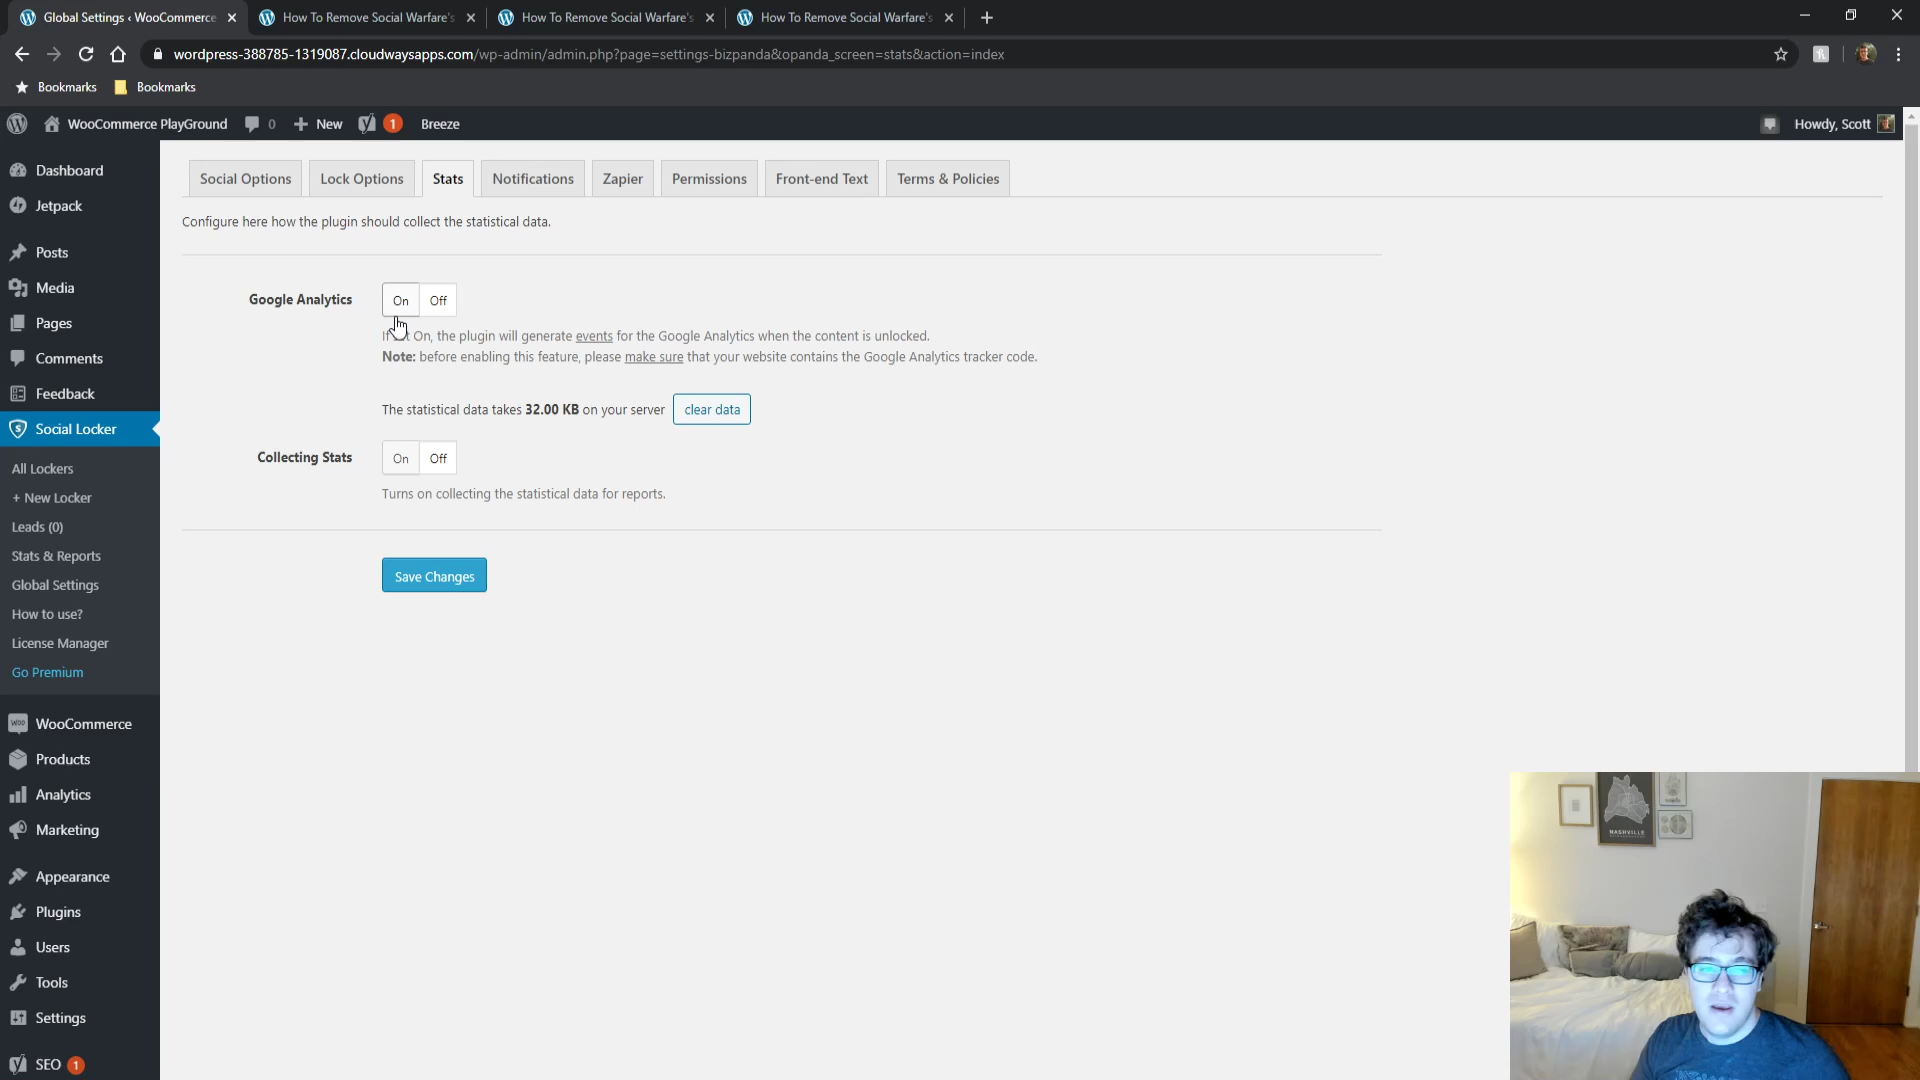 Global Settings ‹ WooCommerce
How To Remove Social Warfare's
How To Remove Social Warfare's
How To Remove Social Warfare's
wordpress-388785-1319087.cloudwaysapps.com/wp-admin/admin.php?page=settings-bizpanda&opanda_screen=stats&action=index
Bookmarks
Bookmarks
WooCommerce PlayGround
0
New
1
Breeze
Howdy, Scott
Dashboard
Jetpack
Posts
Media
Pages
Comments
Feedback
Social Locker
All Lockers
+ New Locker
Leads (0)
Stats & Reports
Global Settings
How to use?
License Manager
Go Premium
WooCommerce
Products
Analytics
Marketing
Appearance
Plugins
Users
Tools
Settings
SEO 1
Social Options
Lock Options
Stats
Notifications
Zapier
Permissions
Front-end Text
Terms & Policies
Configure here how the plugin should collect the statistical data.
Google Analytics
On Off
On, the plugin will generate events for the Google Analytics when the content is unlocked.
Note: before enabling this feature, please make sure that your website contains the Google Analytics tracker code.
The statistical data takes 32.00 KB on your server
clear data
Collecting Stats
On Off
Turns on collecting the statistical data for reports.
Save Changes
NASHVILLE